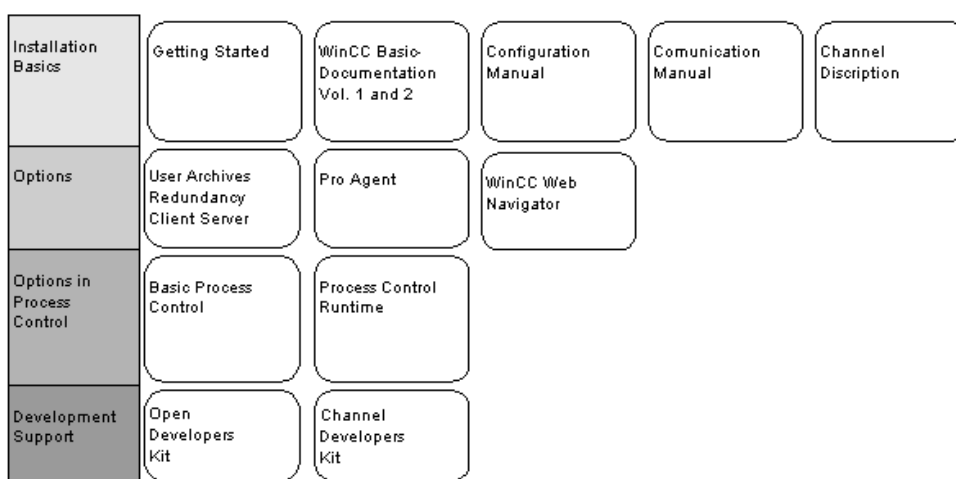 Installation
Basics
Getting Started
WinCC Basic-
Documentation
Vol. 1 and 2
Configuration
Manual
Comunication
Manual
Channel
Discription
Options
User Archives
Redundancy
Client Server
Pro Agent
WinCC Web
Navigator
Options in
Process
Control
Basic Process
Control
Process Control
Runtime
Development
Support
Open
Developers
Kit
Channel
Developers
Kit